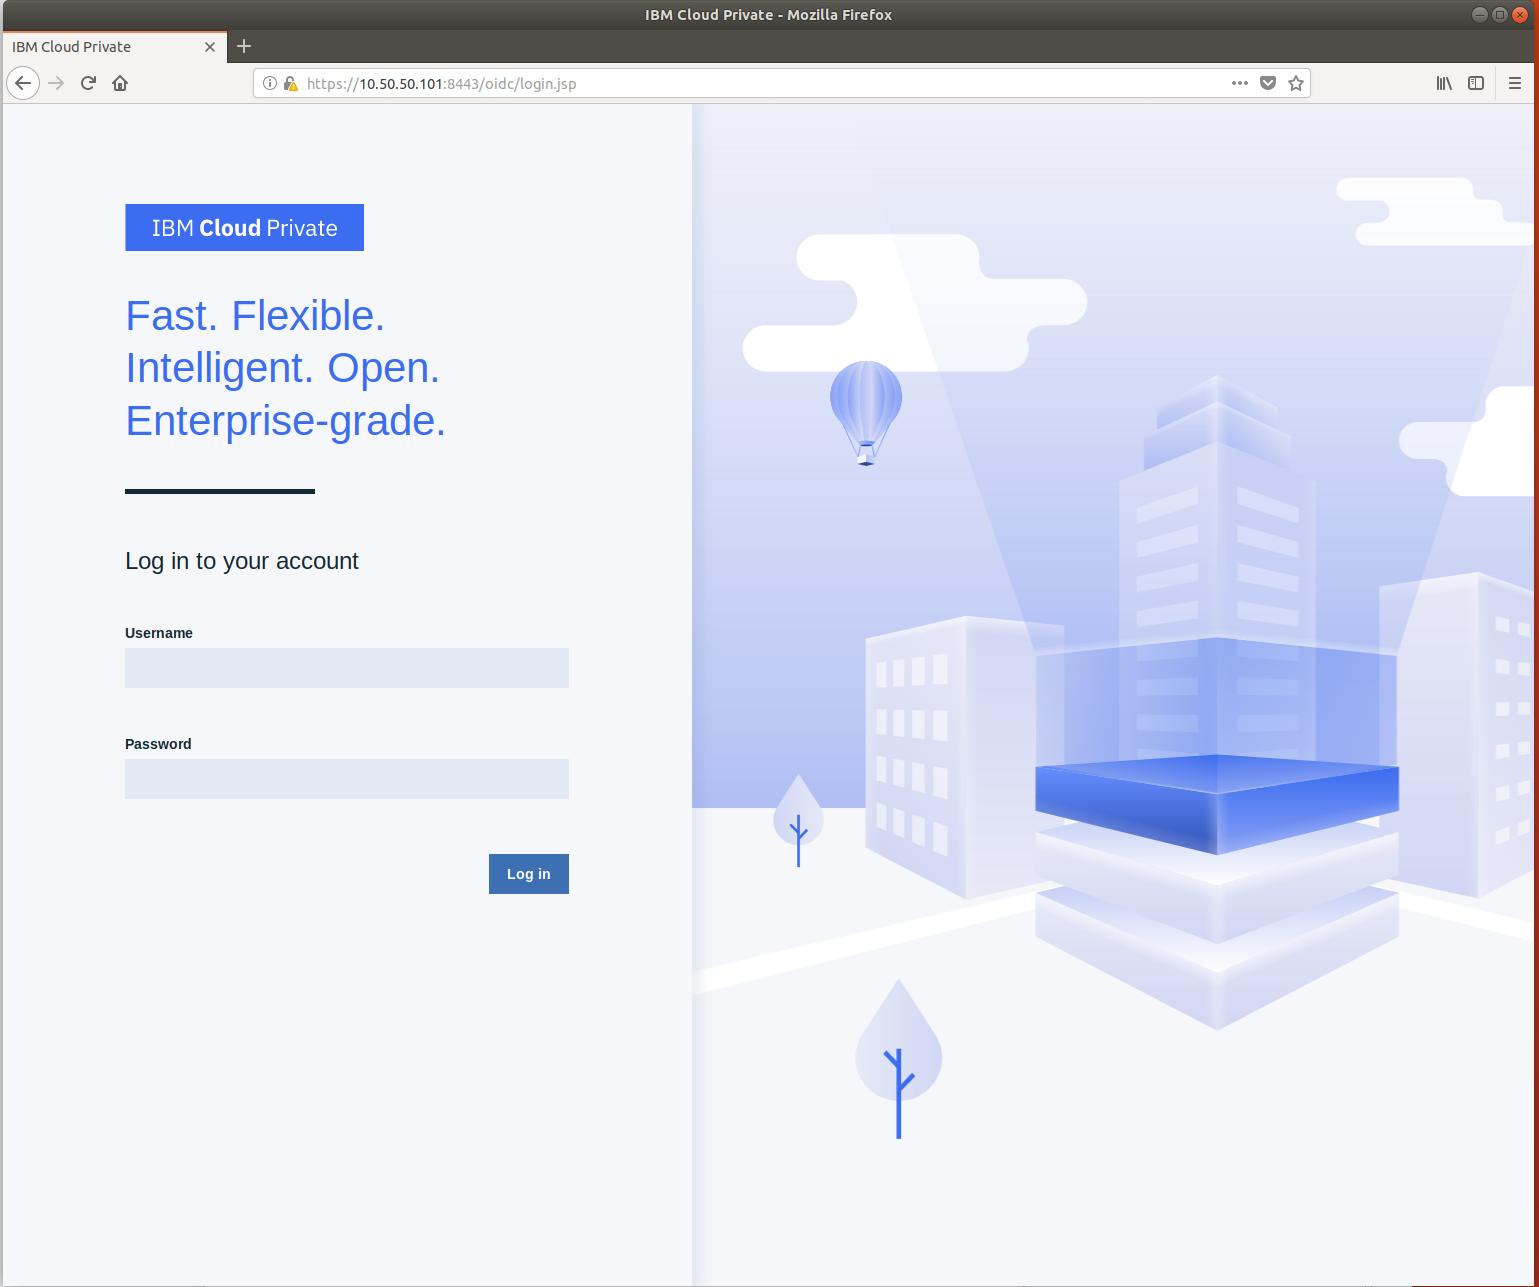 IBM Cloud Private - Mozilla Firefox
IBM Cloud Private
https://10.50.50.101:8443/oidc/login.jsp
IBM Cloud Private
Fast. Flexible.
Intelligent. Open.
Enterprise-grade.
Log in to your account
Username
Password
Log in